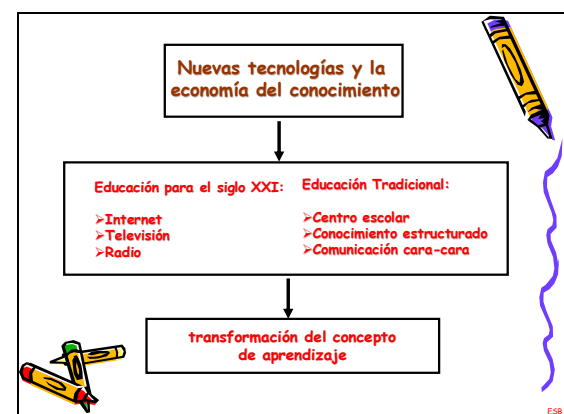 Nuevas tecnologías y la
economía del conocimiento
Educación para el siglo XXI:
➢Internet
➢Televisión
➢Radio
Educación Tradicional:
➢Centro escolar
➢Conocimiento estructurado
➢Comunicación cara-cara
transformación del concepto
de aprendizaje
ESB